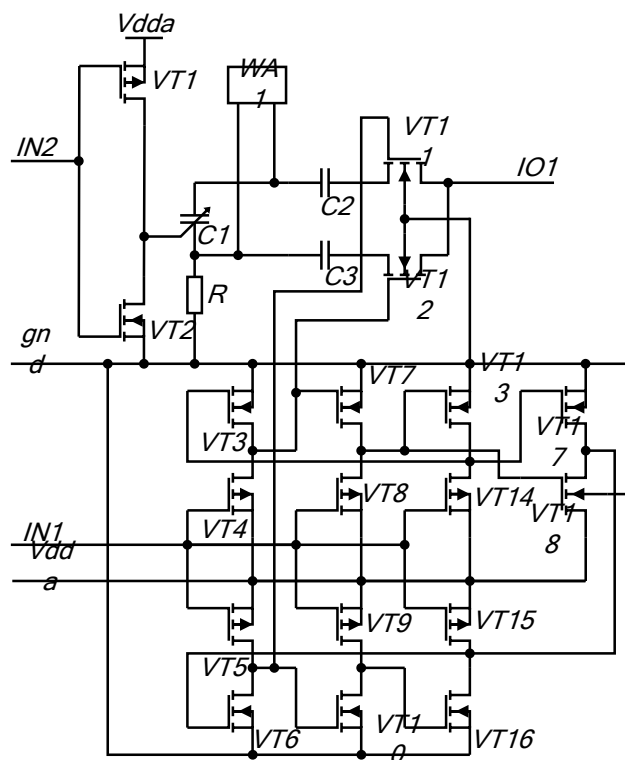 Vdda
VT1
WA
1
VT1
1
IN2
IO1
C2
C1
C3
VT1
2
R
VT2
gn
d
VT7
VT1
3
VT3
VT1
7
VT8
VT14
VT4
VT1
8
IN1
Vdd
a
VT9
VT15
VT5
VT6
VT1
0
VT16